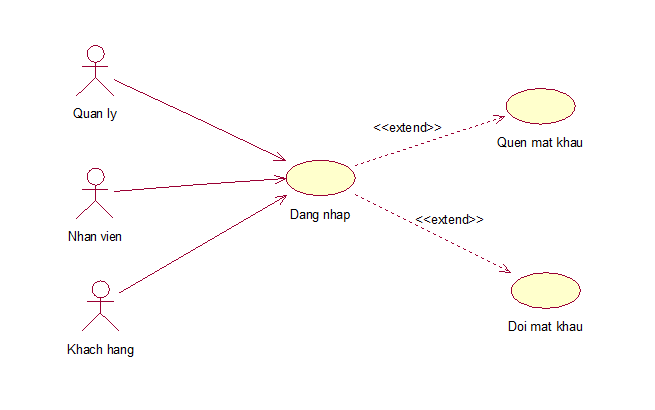 Quan ly
Nhan vien
Khach hang
Dang nhap
<<extend>>
Quen mat khau
<<extend>>
Doi mat khau